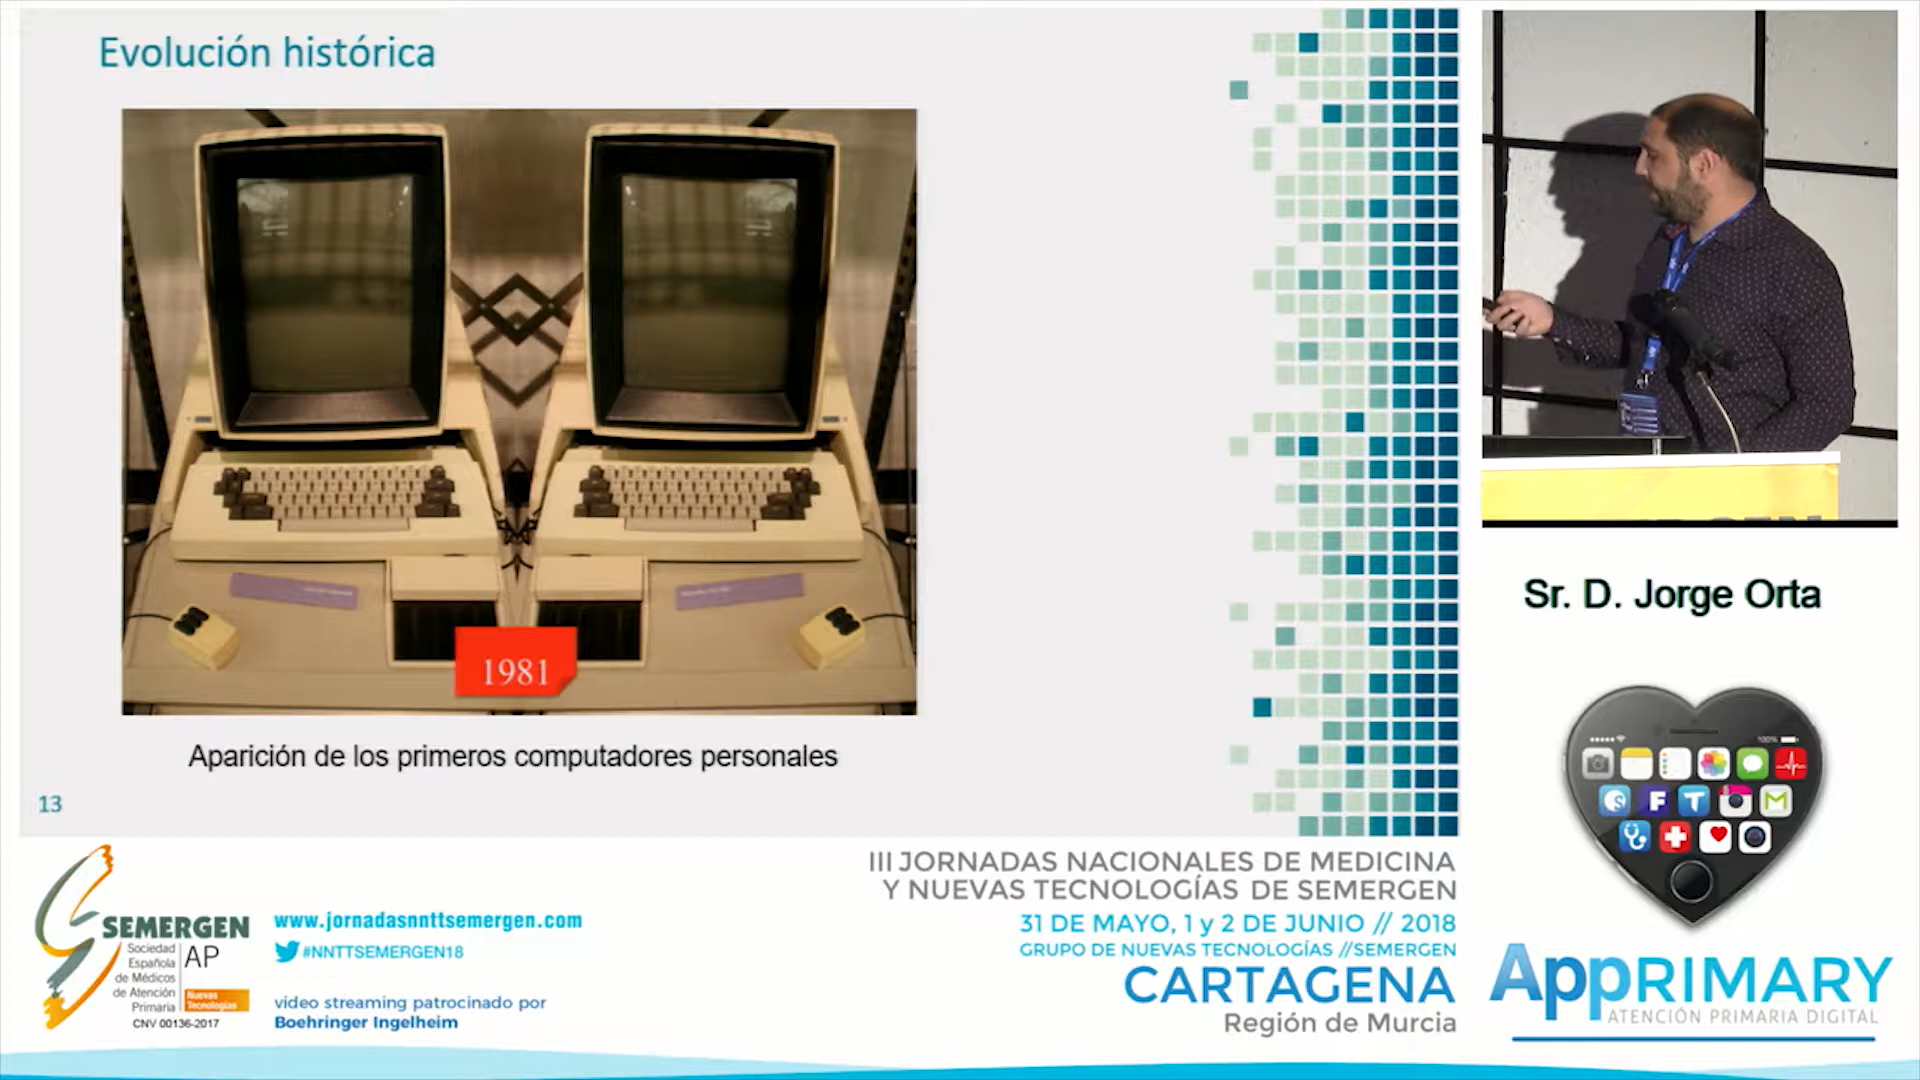 Evolución histórica
1981
Aparición de los primeros computadores personales
13
Sr. D. Jorge Orta
SEMERGEN
Sociedad
Española
de Médicos
de Atención
Primaria
AP
Nuevas
Tecnologías
CNV 00136-2017
www.jornadasnnttsemergen.com
#NNTTSEMERGEN18
video streaming patrocinado por
Boehringer Ingelheim
III JORNADAS NACIONALES DE MEDICINA
Y NUEVAS TECNOLOGÍAS DE SEMERGEN
31 DE MAYO, 1 y 2 DE JUNIO // 2018
GRUPO DE NUEVAS TECNOLOGÍAS //SEMERGEN
CARTAGENA
Región de Murcia
100%
AppRIMARY
ATENCIÓN PRIMARIA DIGITAL